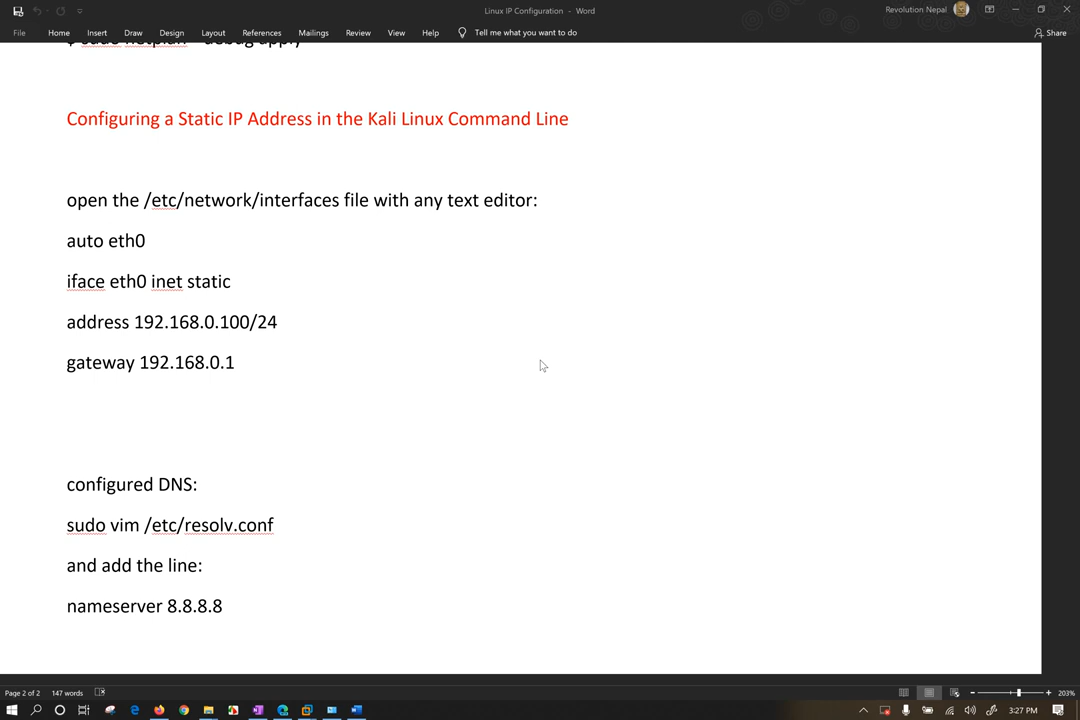 Linux IP Configuration - Word
Revolution Nepal
File Home Insert Draw Design Layout References Mailings Review View Help Tell me what you want to do
Share
$ sudo netplan --debug apply
Configuring a Static IP Address in the Kali Linux Command Line
open the /etc/network/interfaces file with any text editor:
auto eth0
iface eth0 inet static
address 192.168.0.100/24
gateway 192.168.0.1
configured DNS:
sudo vim /etc/resolv.conf
and add the line:
nameserver 8.8.8.8
Page 2 of 2 147 words
203%
3:27 PM